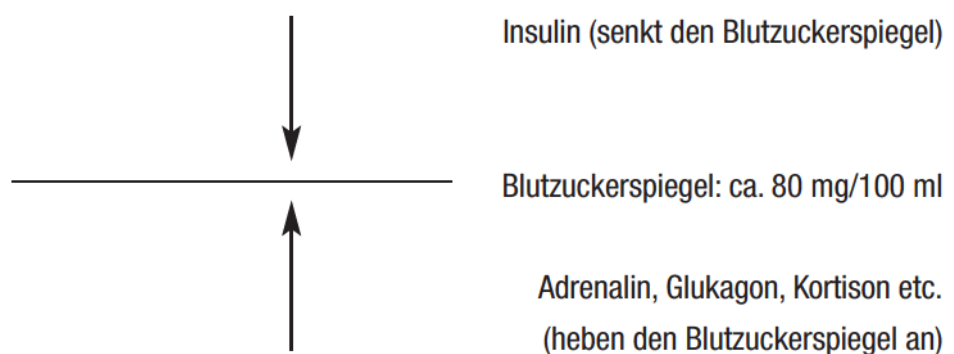 Insulin (senkt den Blutzuckerspiegel)
Blutzuckerspiegel: ca. 80 mg/100 ml
Adrenalin, Glukagon, Kortison etc.
(heben den Blutzuckerspiegel an)